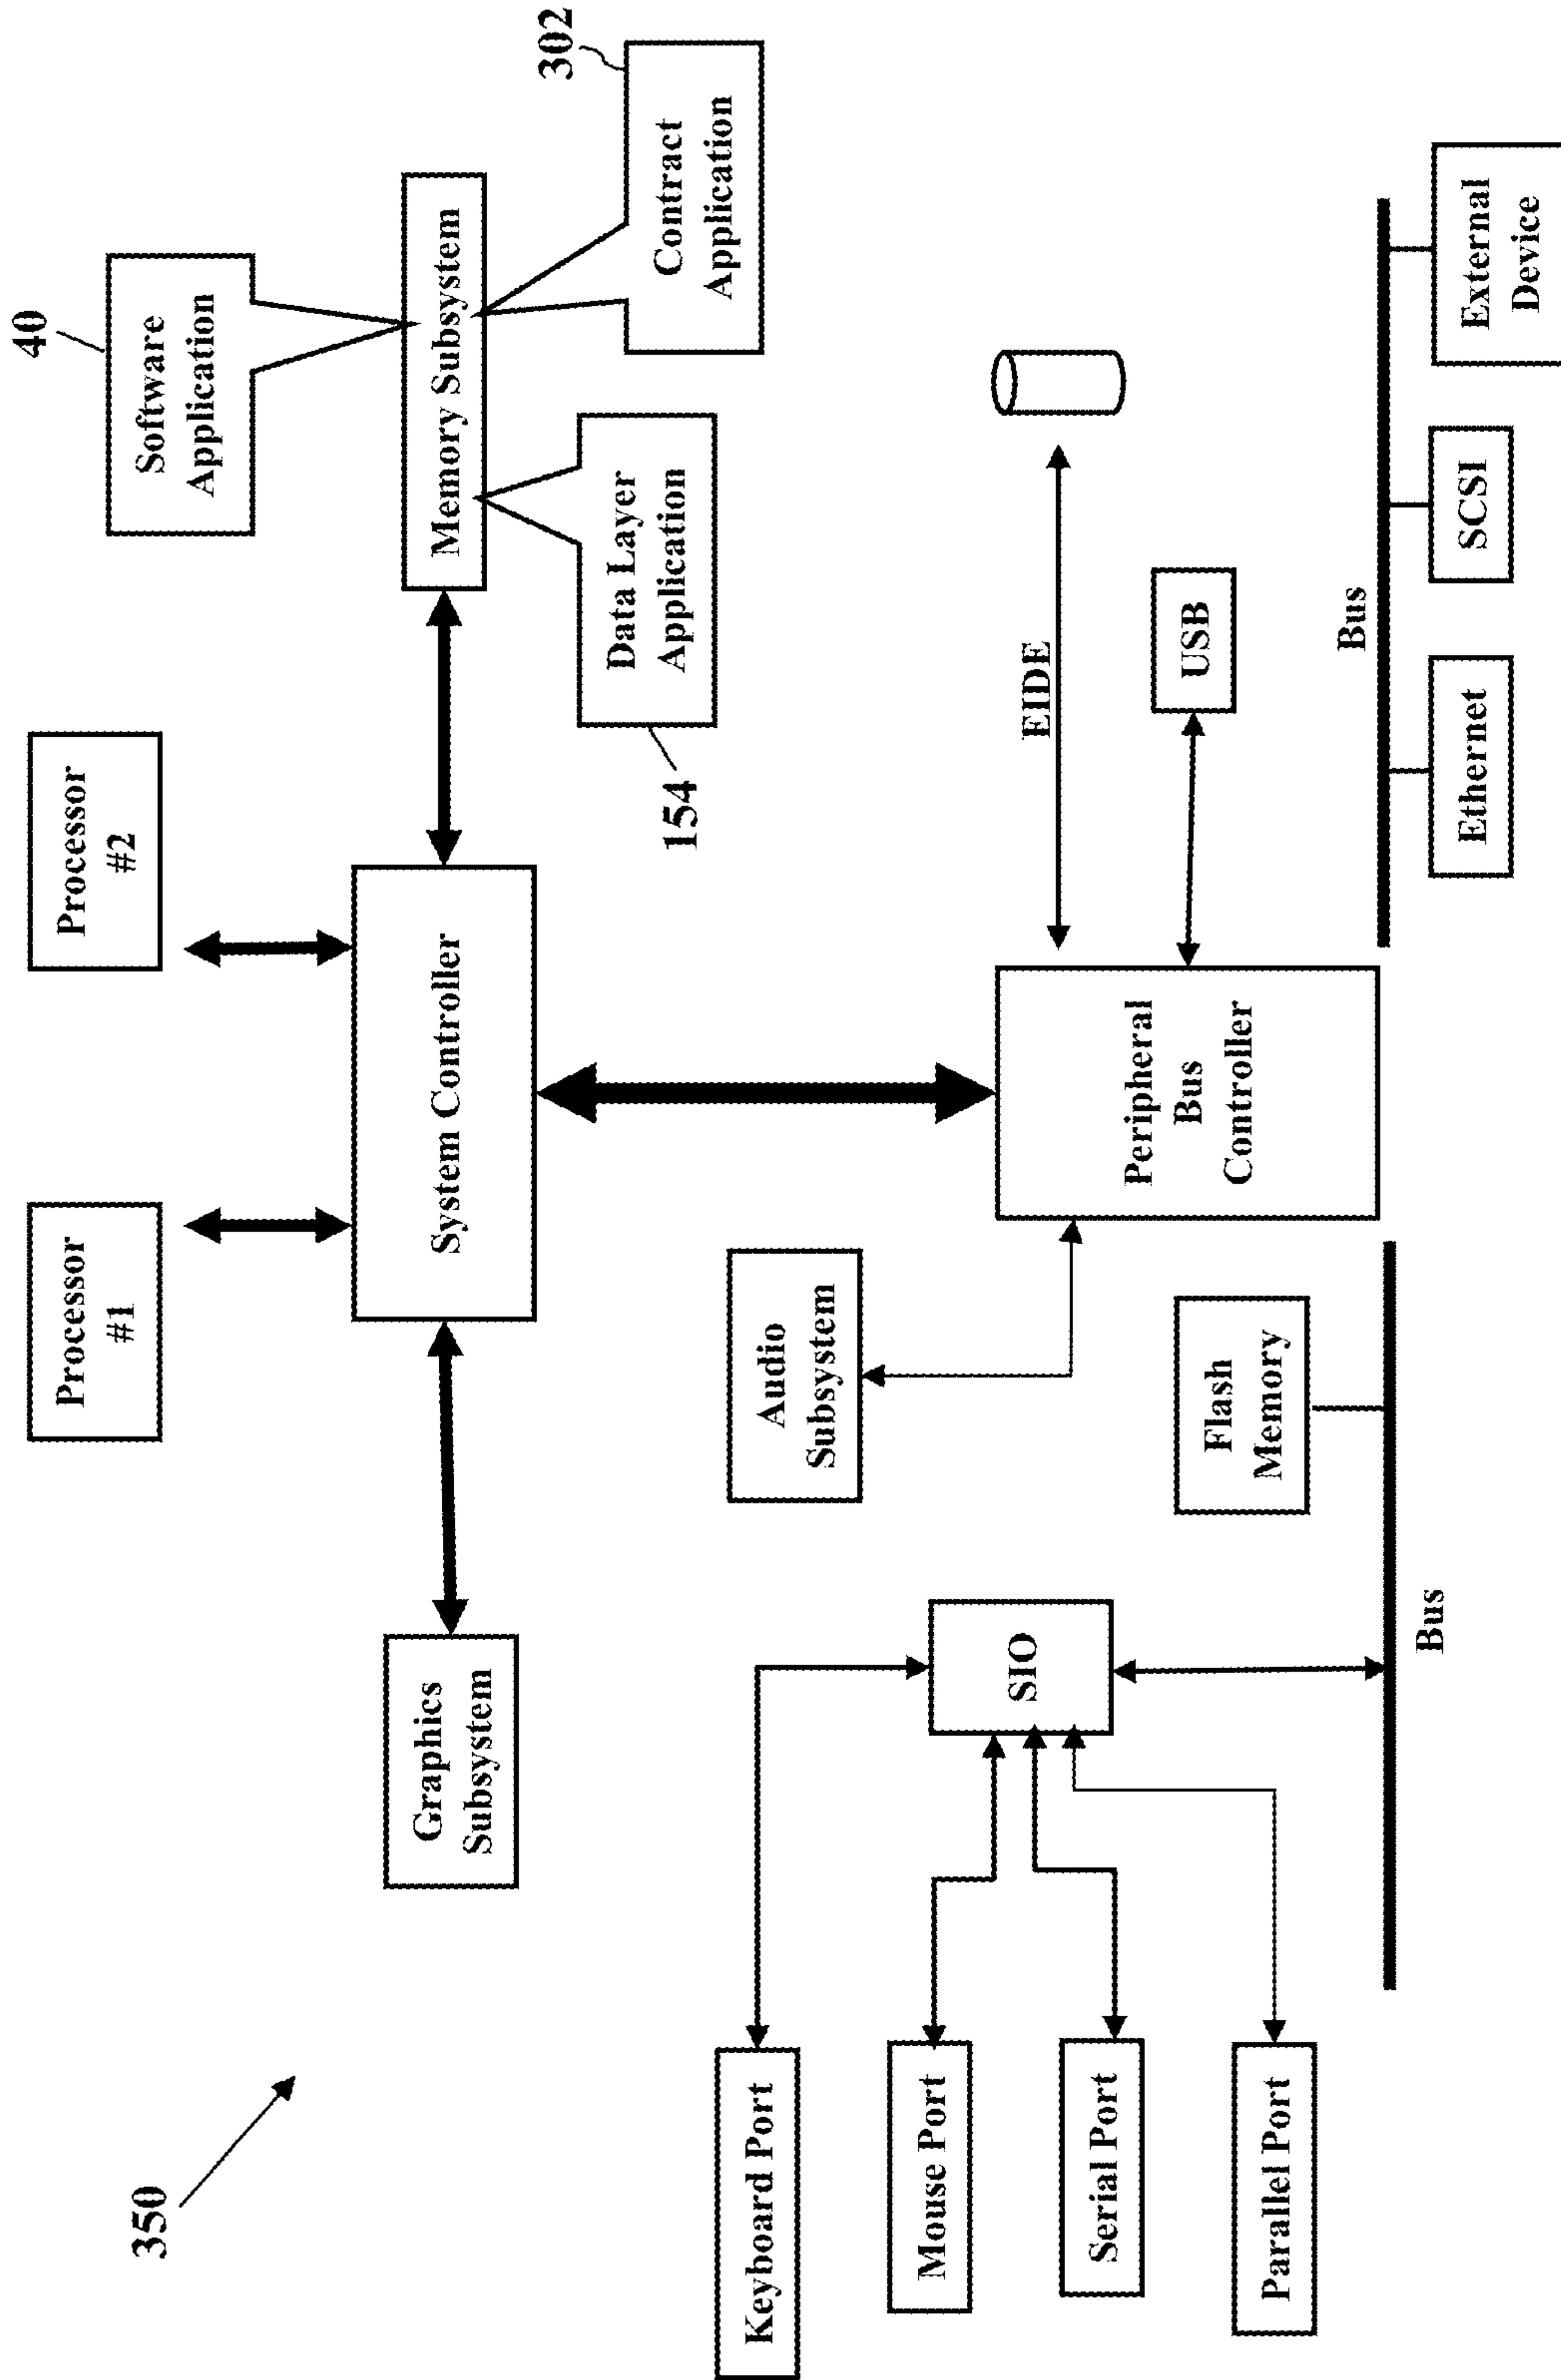 350
Processor
#1
Processor
#2
40
Software
Application
Graphics
Subsystem
System Controller
Memory Subsystem
154
Data Layer
Application
302
Contract
Application
Keyboard Port
Mouse Port
Serial Port
Parallel Port
SIO
Audio
Subsystem
Flash
Memory
Bus
Peripheral
Bus
Controller
EIDE
USB
Bus
Ethernet
SCSI
External
Device